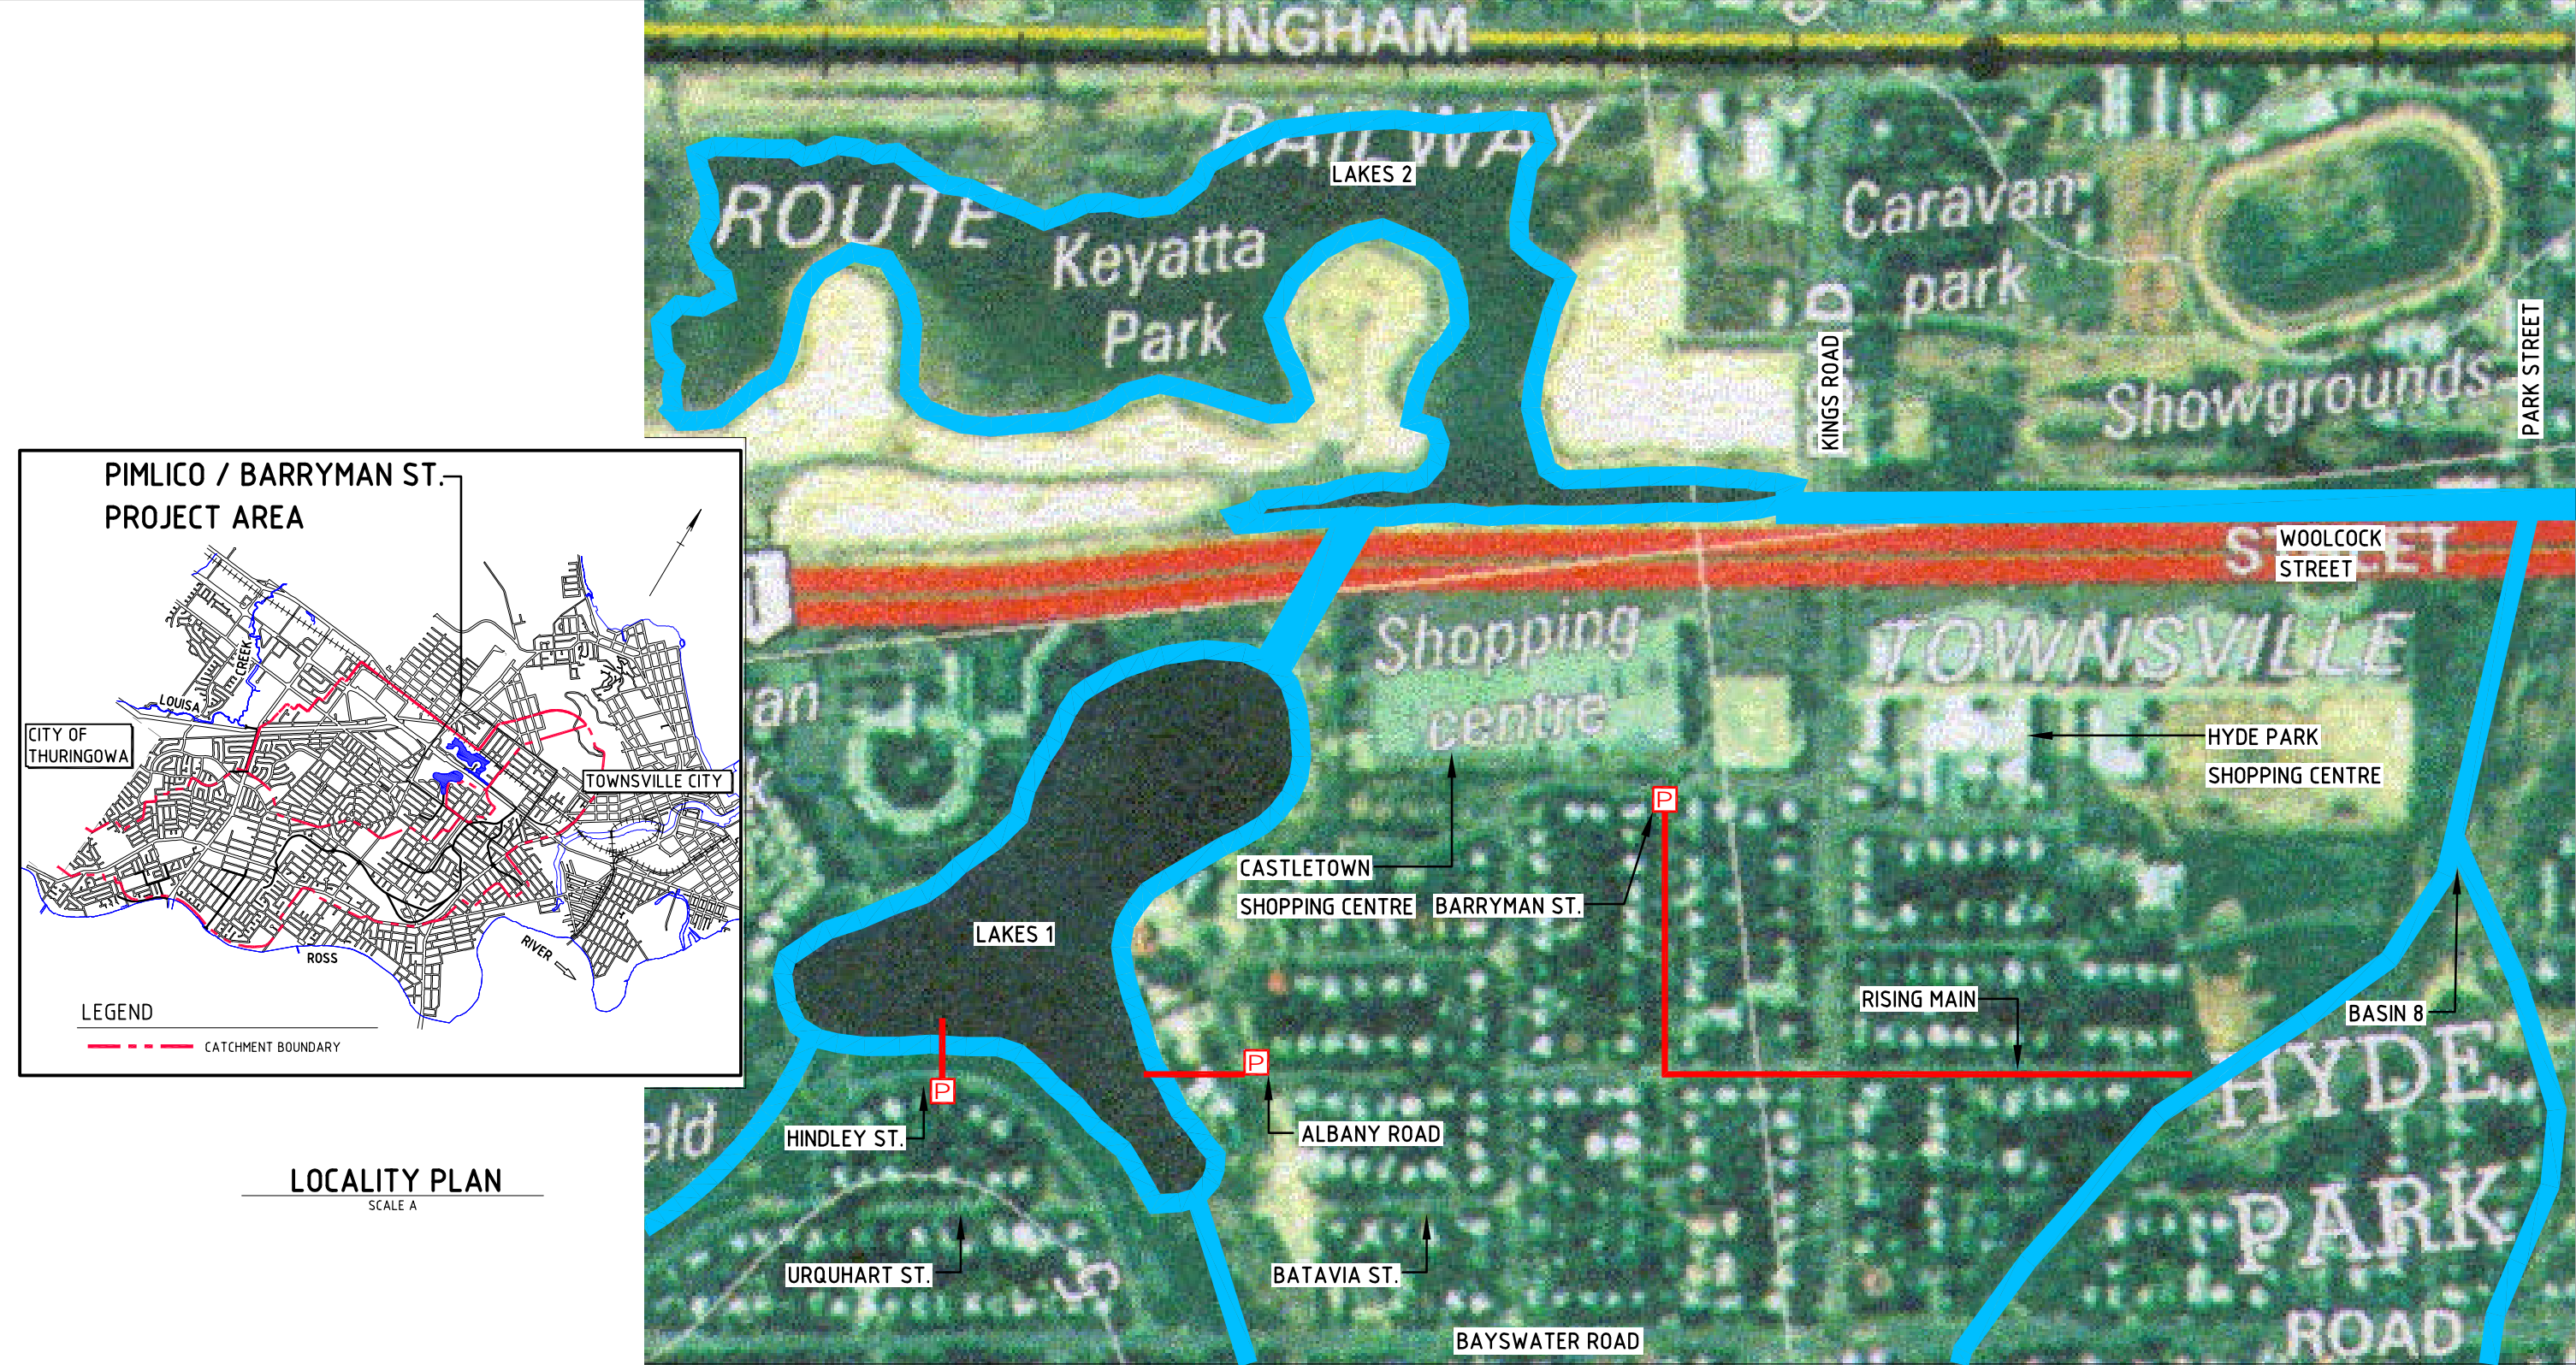 INGHAM
RAILWAY
LAKES 2
ROUTE
Keyatta
Park
Caravan
park
KINGS ROAD
D
Showgrounds
PARK STREET
PIMLICO / BARRYMAN ST.
PROJECT AREA
CREEK
LOUISA
CITY OF
THURINGOWA
TOWNSVILLE CITY
ROSS
RIVER
LEGEND
CATCHMENT BOUNDARY
LOCALITY PLAN
SCALE A
WOOLCOCK
STREET
Shopping
centre
TOWNSVILLE
HYDE PARK
SHOPPING CENTRE
an
P
CASTLETOWN
SHOPPING CENTRE
BARRYMAN ST.
LAKES 1
RISING MAIN
BASIN 8
P
P
HYDE
PARK
ROAD
eld
HINDLEY ST.
ALBANY ROAD
URQUHART ST.
BATAVIA ST.
S
BAYSWATER ROAD